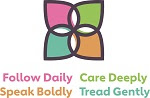 Follow Daily Care Deeply
Speak Boldly Tread Gently